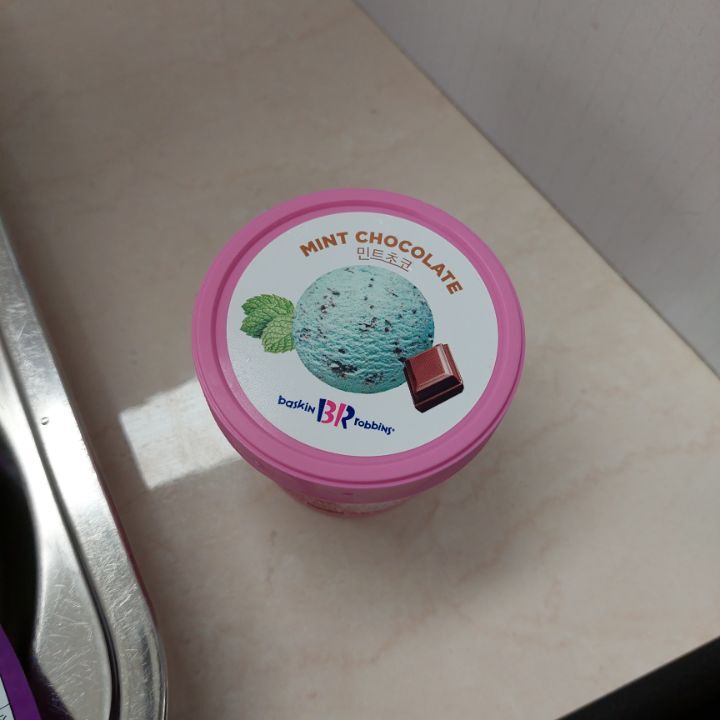 MINT CHOCOLATE
민트초코
baskin BR robbins